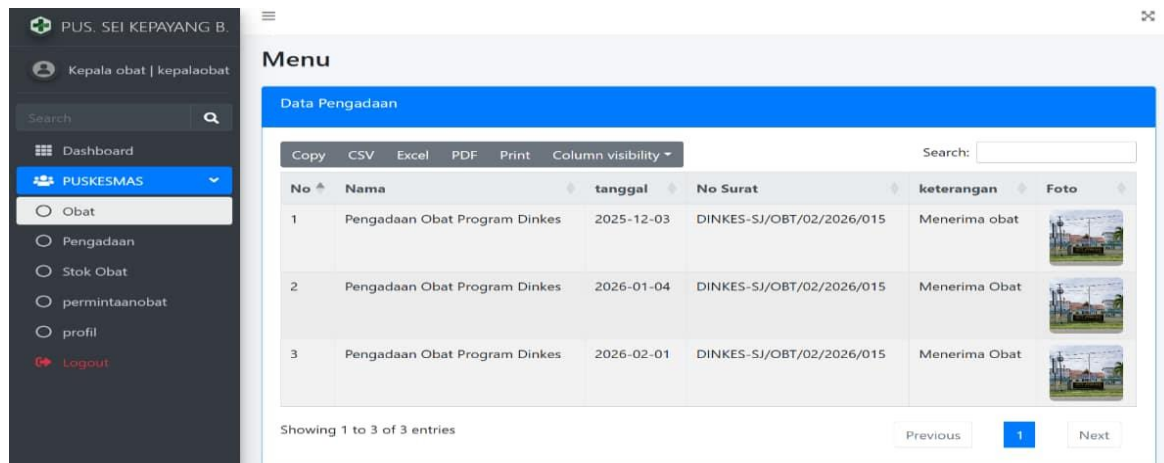 PUS. SEI KEPAYANG B.
Kepala obat | kepalaobat
Search
Dashboard
PUSKESMAS
Obat
Pengadaan
Stok Obat
permintaanobat
profil
Logout
Menu
Data Pengadaan
Copy CSV Excel PDF Print Column visibility
Search:
No Nama tanggal No Surat keterangan Foto
1 Pengadaan Obat Program Dinkes 2025-12-03 DINKES-SJ/OBT/02/2026/015 Menerima obat
2 Pengadaan Obat Program Dinkes 2026-01-04 DINKES-SJ/OBT/02/2026/015 Menerima Obat
3 Pengadaan Obat Program Dinkes 2026-02-01 DINKES-SJ/OBT/02/2026/015 Menerima Obat
Showing 1 to 3 of 3 entries
Previous 1 Next